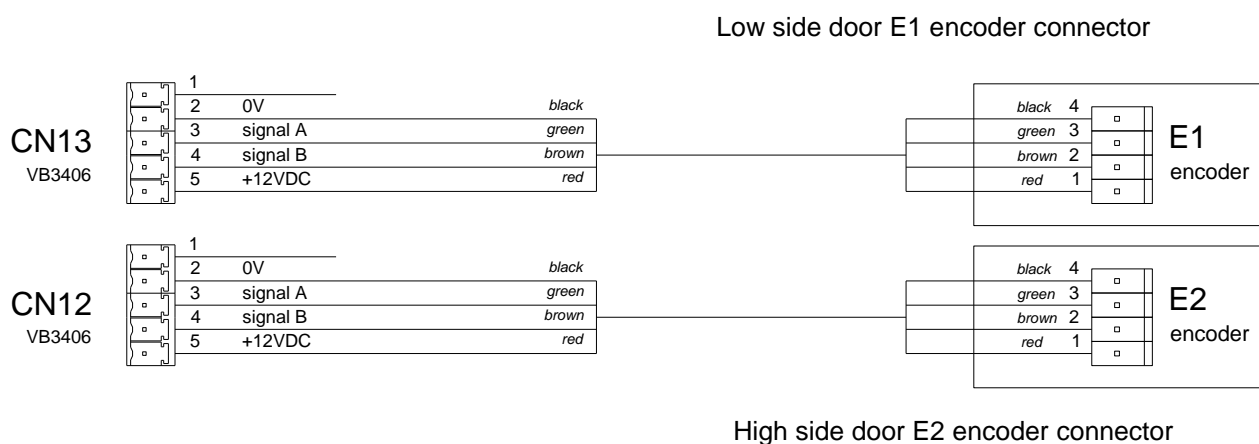 Low side door E1 encoder connector
1
2 0V black black 4
CN13 3 signal A green green 3 E1
4 signal B brown brown 2
VB3406 5 +12VDC red red 1 encoder
1
2 0V black black 4
CN12 3 signal A green green 3 E2
4 signal B brown brown 2
VB3406 5 +12VDC red red 1 encoder
High side door E2 encoder connector